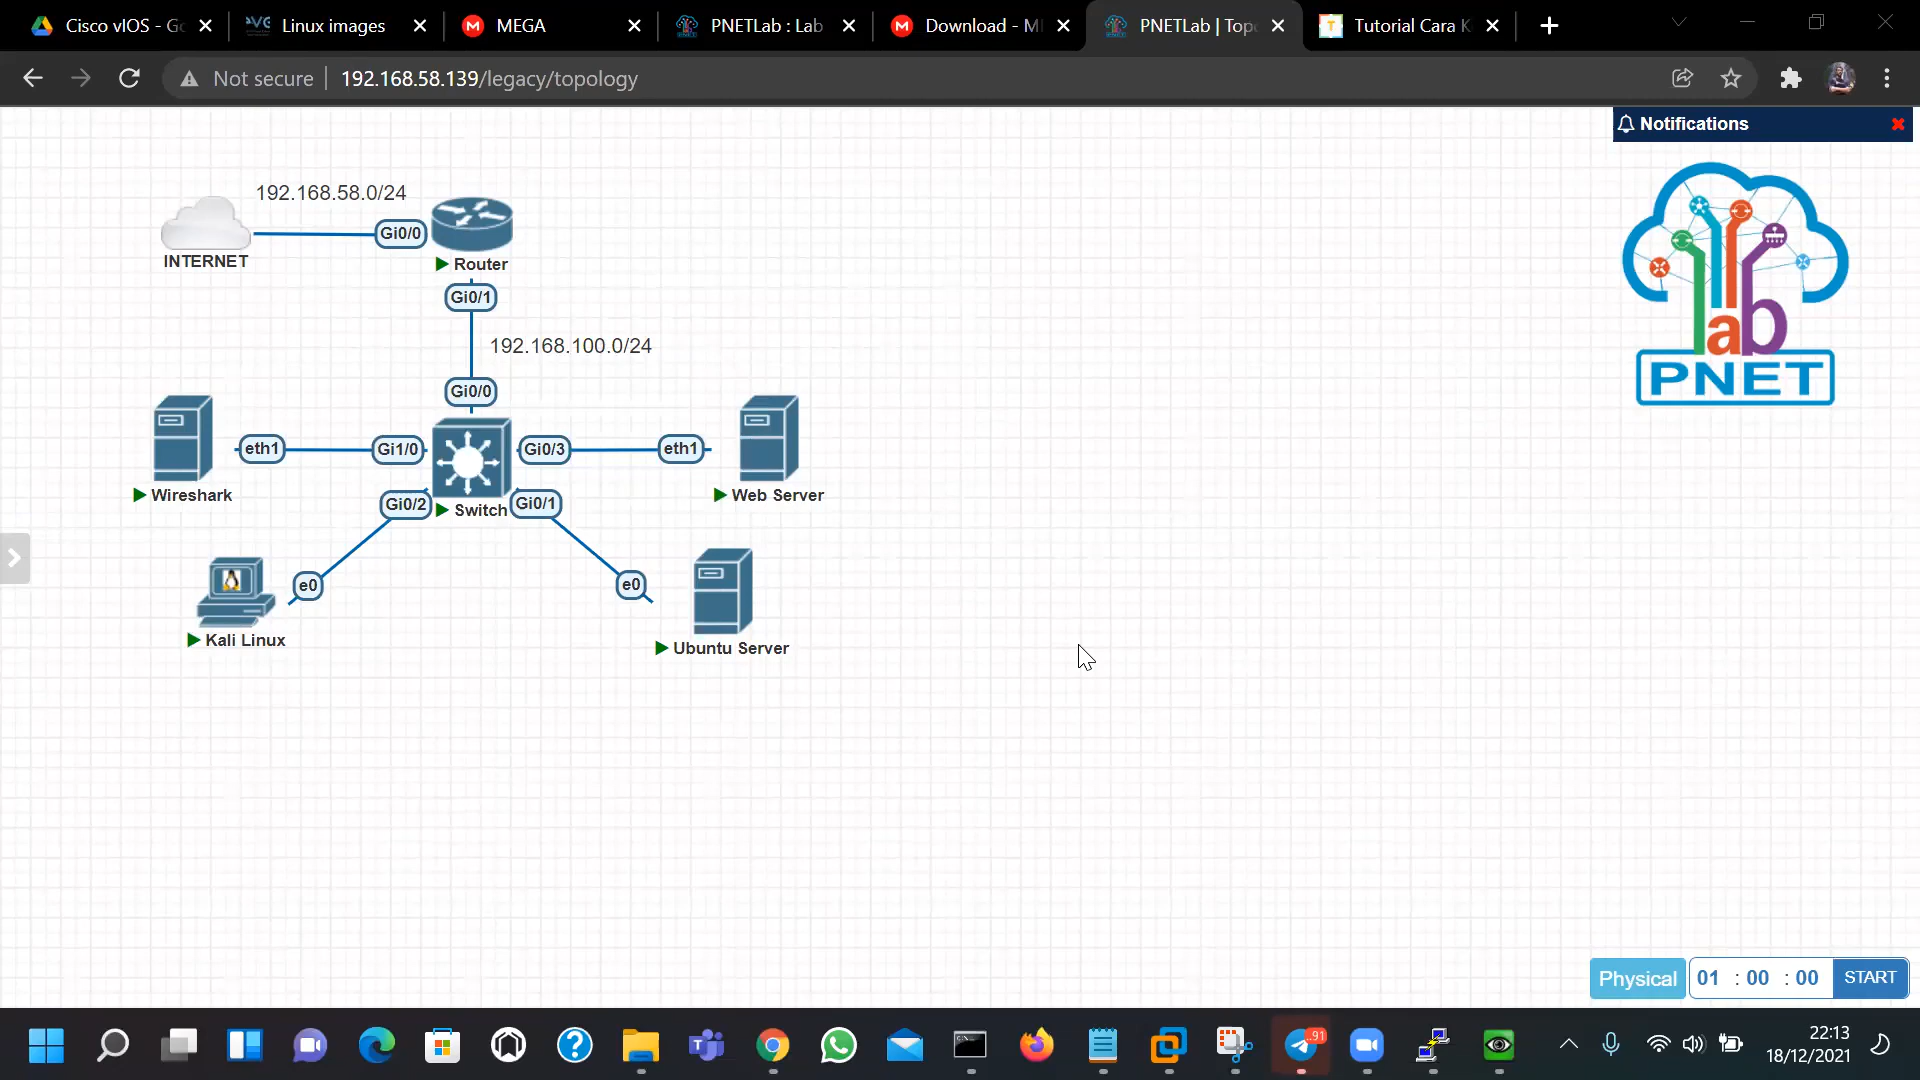 Cisco vIOS - Go
Linux images
MEGA
PNETLab : Lab
Download - M
PNETLab | Topo
Tutorial Cara K
Not secure
192.168.58.139/legacy/topology
Notifications
192.168.58.0/24
Gi0/0
INTERNET
Router
Gi0/1
192.168.100.0/24
Gi0/0
eth1
Gi1/0
Gi0/3
eth1
Wireshark
Web Server
Gi0/2
Switch
Gi0/1
e0
e0
Kali Linux
Ubuntu Server
lab
PNET
Physical
01 : 00 : 00
START
91
22:13
18/12/2021